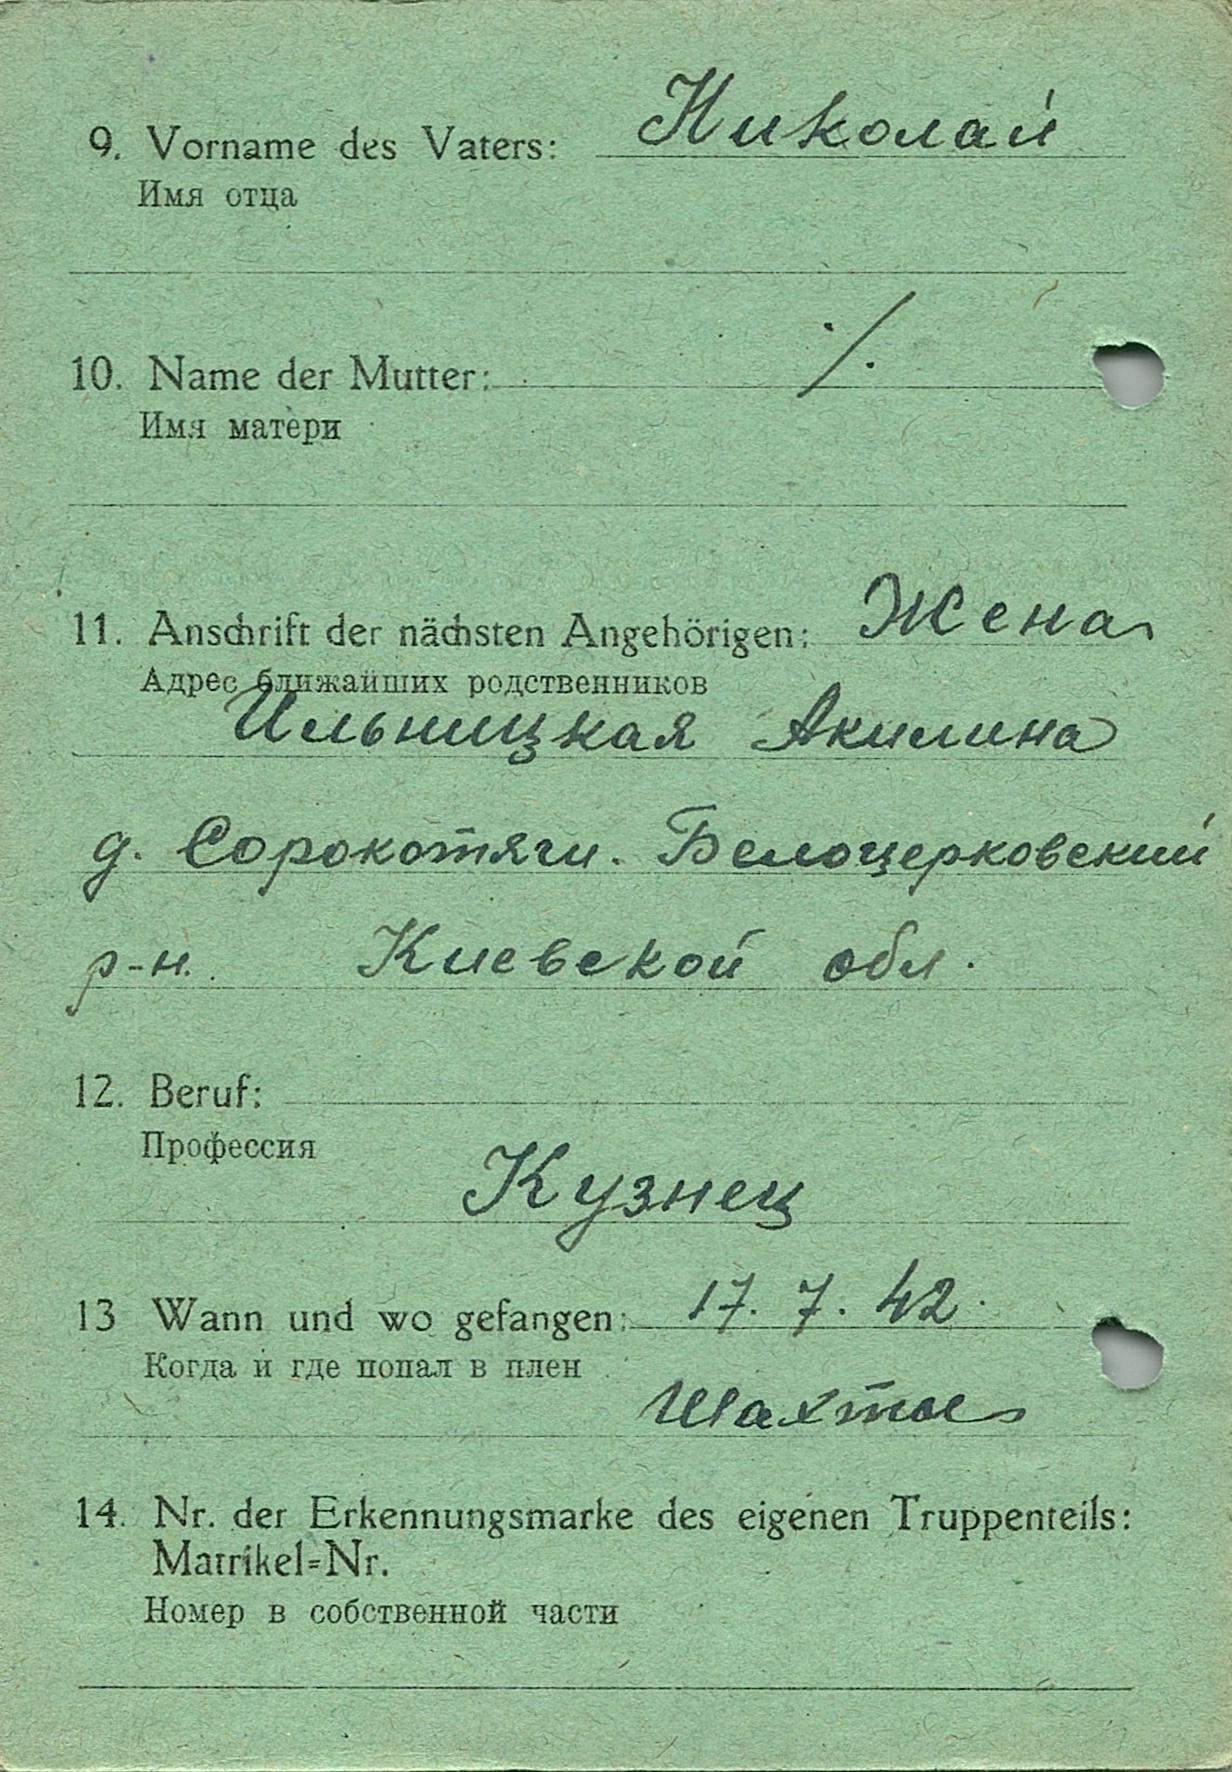 9. Vorname des Vaters: Николай
Имя отца
10. Name der Mutter: ·/.
Имя матери
11. Anschrift der nächsten Angehörigen: Жена
Адрес ближайших родственников
Ильницкая Акилина
д. Сорокотяги. Белоцерковский
р-н. Киевской обл.
12. Beruf:
Профессия
Кузнец
13 Wann und wo gefangen: 17. 7. 42.
Когда и где попал в плен
Шахты
14. Nr. der Erkennungsmarke des eigenen Truppenteils:
Matrikel=Nr.
Номер в собственной части